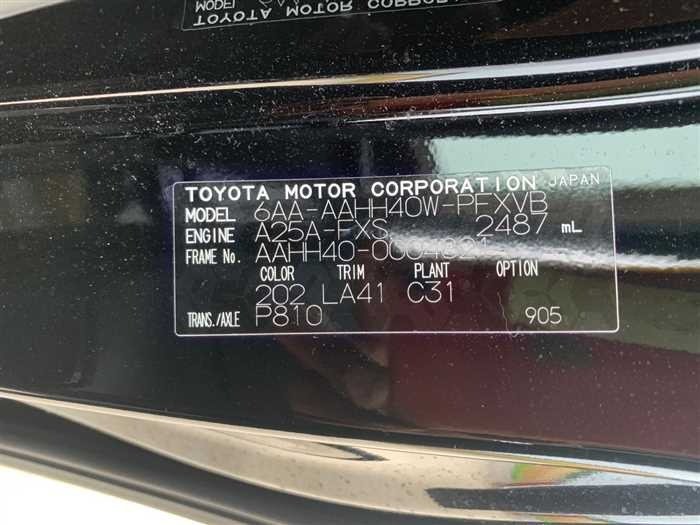 TOYOTA MOTOR CORPORATION JAPAN
MODEL 6AA-AAHH40W-PFXVB
ENGINE A25A-FXS 2487 mL
FRAME No. AAHH40-0004321
COLOR TRIM PLANT OPTION
202 LA41 C31
TRANS./AXLE P810 905